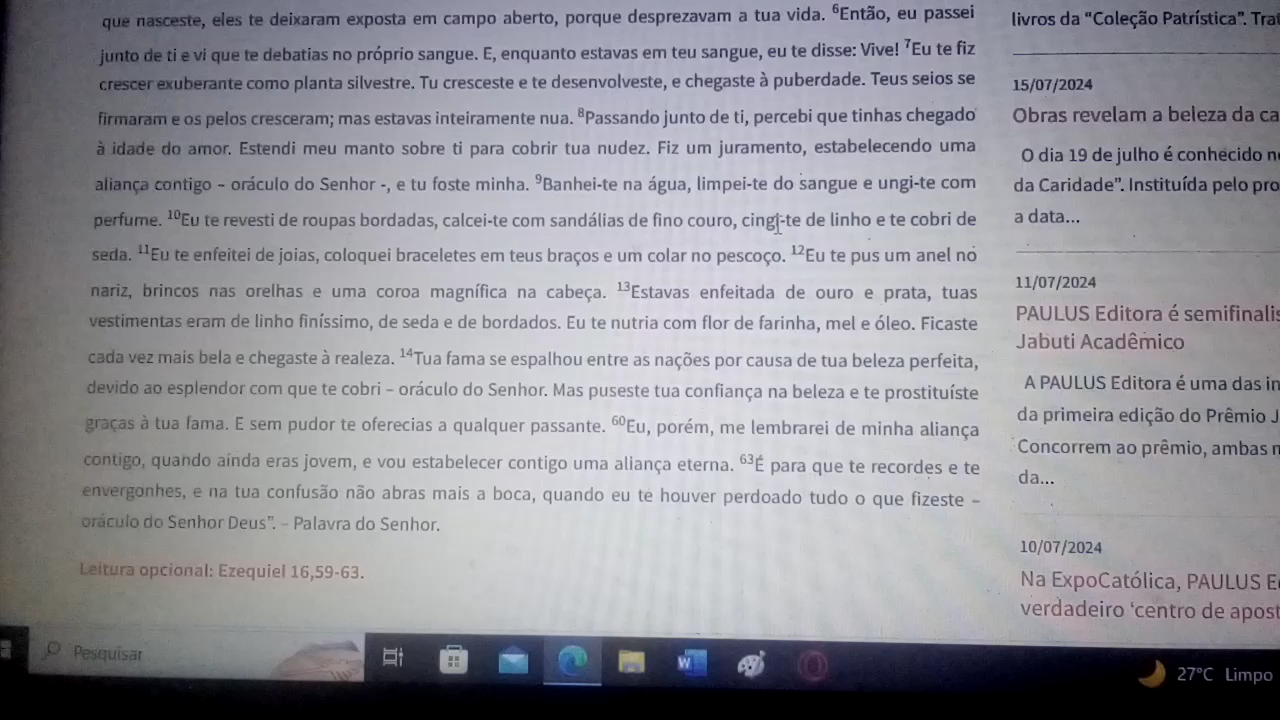 que nasceste, eles te deixaram exposta em campo aberto, porque desprezavam a tua vida. ⁶Então, eu passei
junto de ti e vi que te debatias no próprio sangue. E, enquanto estavas em teu sangue, eu te disse: Vive! ⁷Eu te fiz
crescer exuberante como planta silvestre. Tu cresceste e te desenvolveste, e chegaste à puberdade. Teus seios se
firmaram e os pelos cresceram; mas estavas inteiramente nua. ⁸Passando junto de ti, percebi que tinhas chegado
à idade do amor. Estendi meu manto sobre ti para cobrir tua nudez. Fiz um juramento, estabelecendo uma
aliança contigo – oráculo do Senhor -, e tu foste minha. ⁹Banhei-te na água, limpei-te do sangue e ungi-te com
perfume. ¹⁰Eu te revesti de roupas bordadas, calcei-te com sandálias de fino couro, cingi-te de linho e te cobri de
seda. ¹¹Eu te enfeitei de joias, coloquei braceletes em teus braços e um colar no pescoço. ¹²Eu te pus um anel no
nariz, brincos nas orelhas e uma coroa magnífica na cabeça. ¹³Estavas enfeitada de ouro e prata, tuas
vestimentas eram de linho finíssimo, de seda e de bordados. Eu te nutria com flor de farinha, mel e óleo. Ficaste
cada vez mais bela e chegaste à realeza. ¹⁴Tua fama se espalhou entre as nações por causa de tua beleza perfeita,
devido ao esplendor com que te cobri – oráculo do Senhor. Mas puseste tua confiança na beleza e te prostituíste
graças à tua fama. E sem pudor te oferecias a qualquer passante. ⁶⁰Eu, porém, me lembrarei de minha aliança
contigo, quando ainda eras jovem, e vou estabelecer contigo uma aliança eterna. ⁶³É para que te recordes e te
envergonhes, e na tua confusão não abras mais a boca, quando eu te houver perdoado tudo o que fizeste –
oráculo do Senhor Deus”. – Palavra do Senhor.
Leitura opcional: Ezequiel 16,59-63.
livros da “Coleção Patrística”.
15/07/2024
Obras revelam a beleza da
O dia 19 de julho é conhecido
da Caridade”. Instituída pelo
a data...
11/07/2024
PAULUS Editora é
Jabuti Acadêmico
A PAULUS Editora é uma das
da primeira edição do Prêmio
Concorrem ao prêmio, ambas
da...
10/07/2024
Na ExpoCatólica, PAULUS
verdadeiro ‘centro de
Pesquisar
W
27°C Limpo